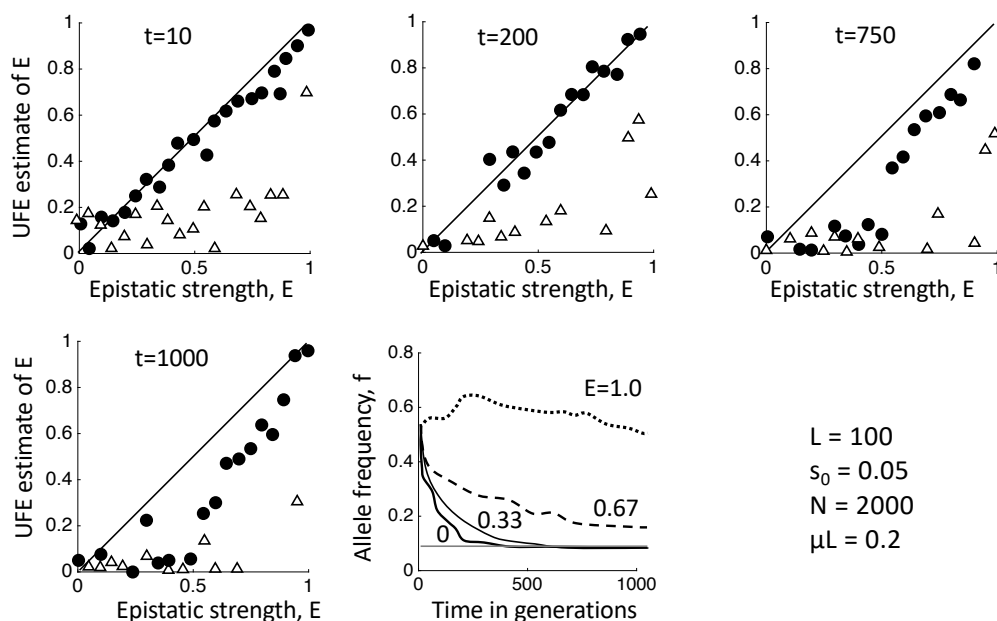 t=10
1
0.8
0.6
0.4
0.2
0
0
0.5
1
UFE estimate of E
Epistatic strength, E
t=200
1
0.8
0.6
0.4
0.2
0
0
0.5
1
Epistatic strength, E
t=750
1
0.8
0.6
0.4
0.2
0
0
0.5
1
Epistatic strength, E
t=1000
1
0.8
0.6
0.4
0.2
0
0
0.5
1
UFE estimate of E
Epistatic strength, E
0.8
0.6
0.4
0.2
0
0
500
1000
E=1.0
0.67
0.33
0
Allele frequency, f
Time in generations
L = 100
s₀ = 0.05
N = 2000
μL = 0.2